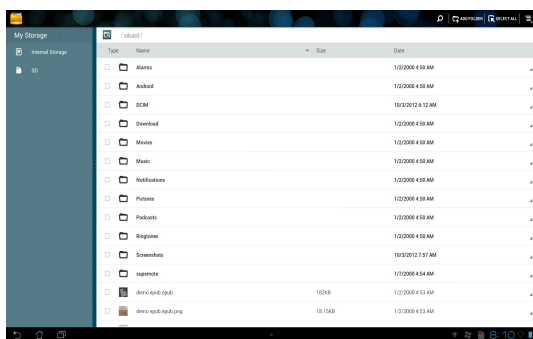 ADD FOLDER SELECT ALL
My Storage
/ sdcard /
Internal Storage
SD
Type Name Size Date
Alarms 1/2/2000 4:50 AM
Android 1/2/2000 4:50 AM
DCIM 10/3/2012 6:12 AM
Download 1/2/2000 4:50 AM
Movies 1/2/2000 4:50 AM
Music 1/2/2000 4:50 AM
Notifications 1/2/2000 4:50 AM
Pictures 1/2/2000 4:50 AM
Podcasts 1/2/2000 4:50 AM
Ringtones 1/2/2000 4:50 AM
Screenshots 10/3/2012 7:57 AM
supernote 1/7/2000 4:54 AM
demo epub.epub 182KB 1/2/2000 4:53 AM
demo epub.epub.png 18.15KB 1/2/2000 4:53 AM
8:10